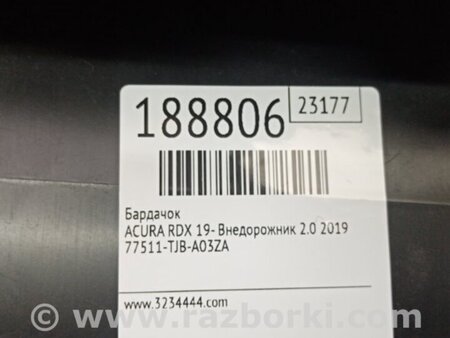 188806 23177
Бардачок
ACURA RDX 19- Внедорожник 2.0 2019
77511-TJB-A03ZA
www.3234444.com
© www.razborki.com